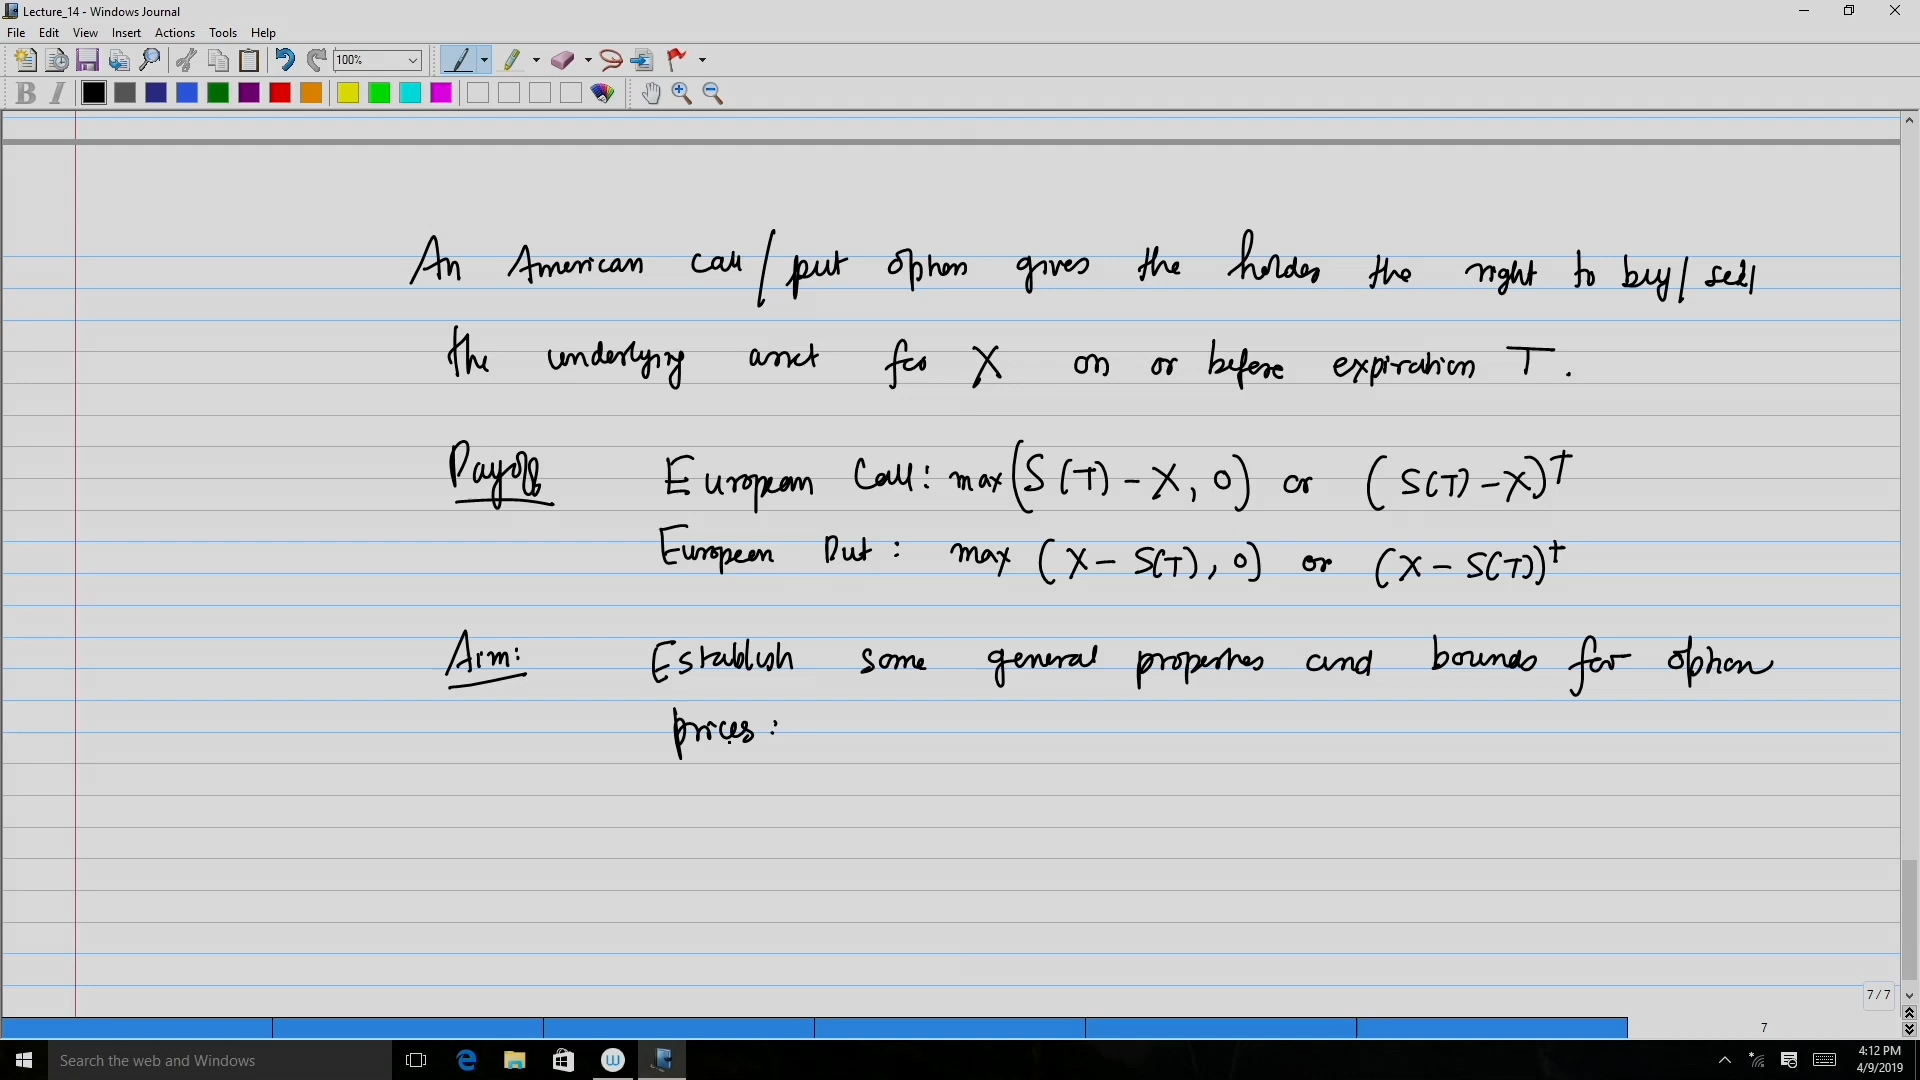 Lecture_14 - Windows Journal
File Edit View Insert Actions Tools Help
100%
B I
An American call/put option gives the holder the right to buy/sell
the underlying asset for X on or before expiration T.
Payoff European Call: max(S(T)-X, 0) or (S(T)-X)⁺
European Put: max (X-S(T), 0) or (X-S(T))⁺
Aim: Establish some general properties and bounds for option
prices:
7/7
7
Search the web and Windows
4:12 PM
4/9/2019